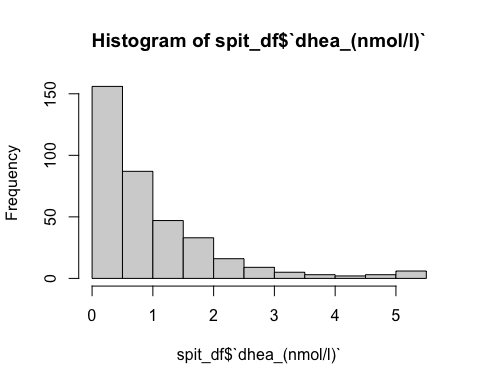 Histogram of spit_df$`dhea_(nmol/l)`
Frequency
150
100
50
0
0 1 2 3 4 5
spit_df$`dhea_(nmol/l)`